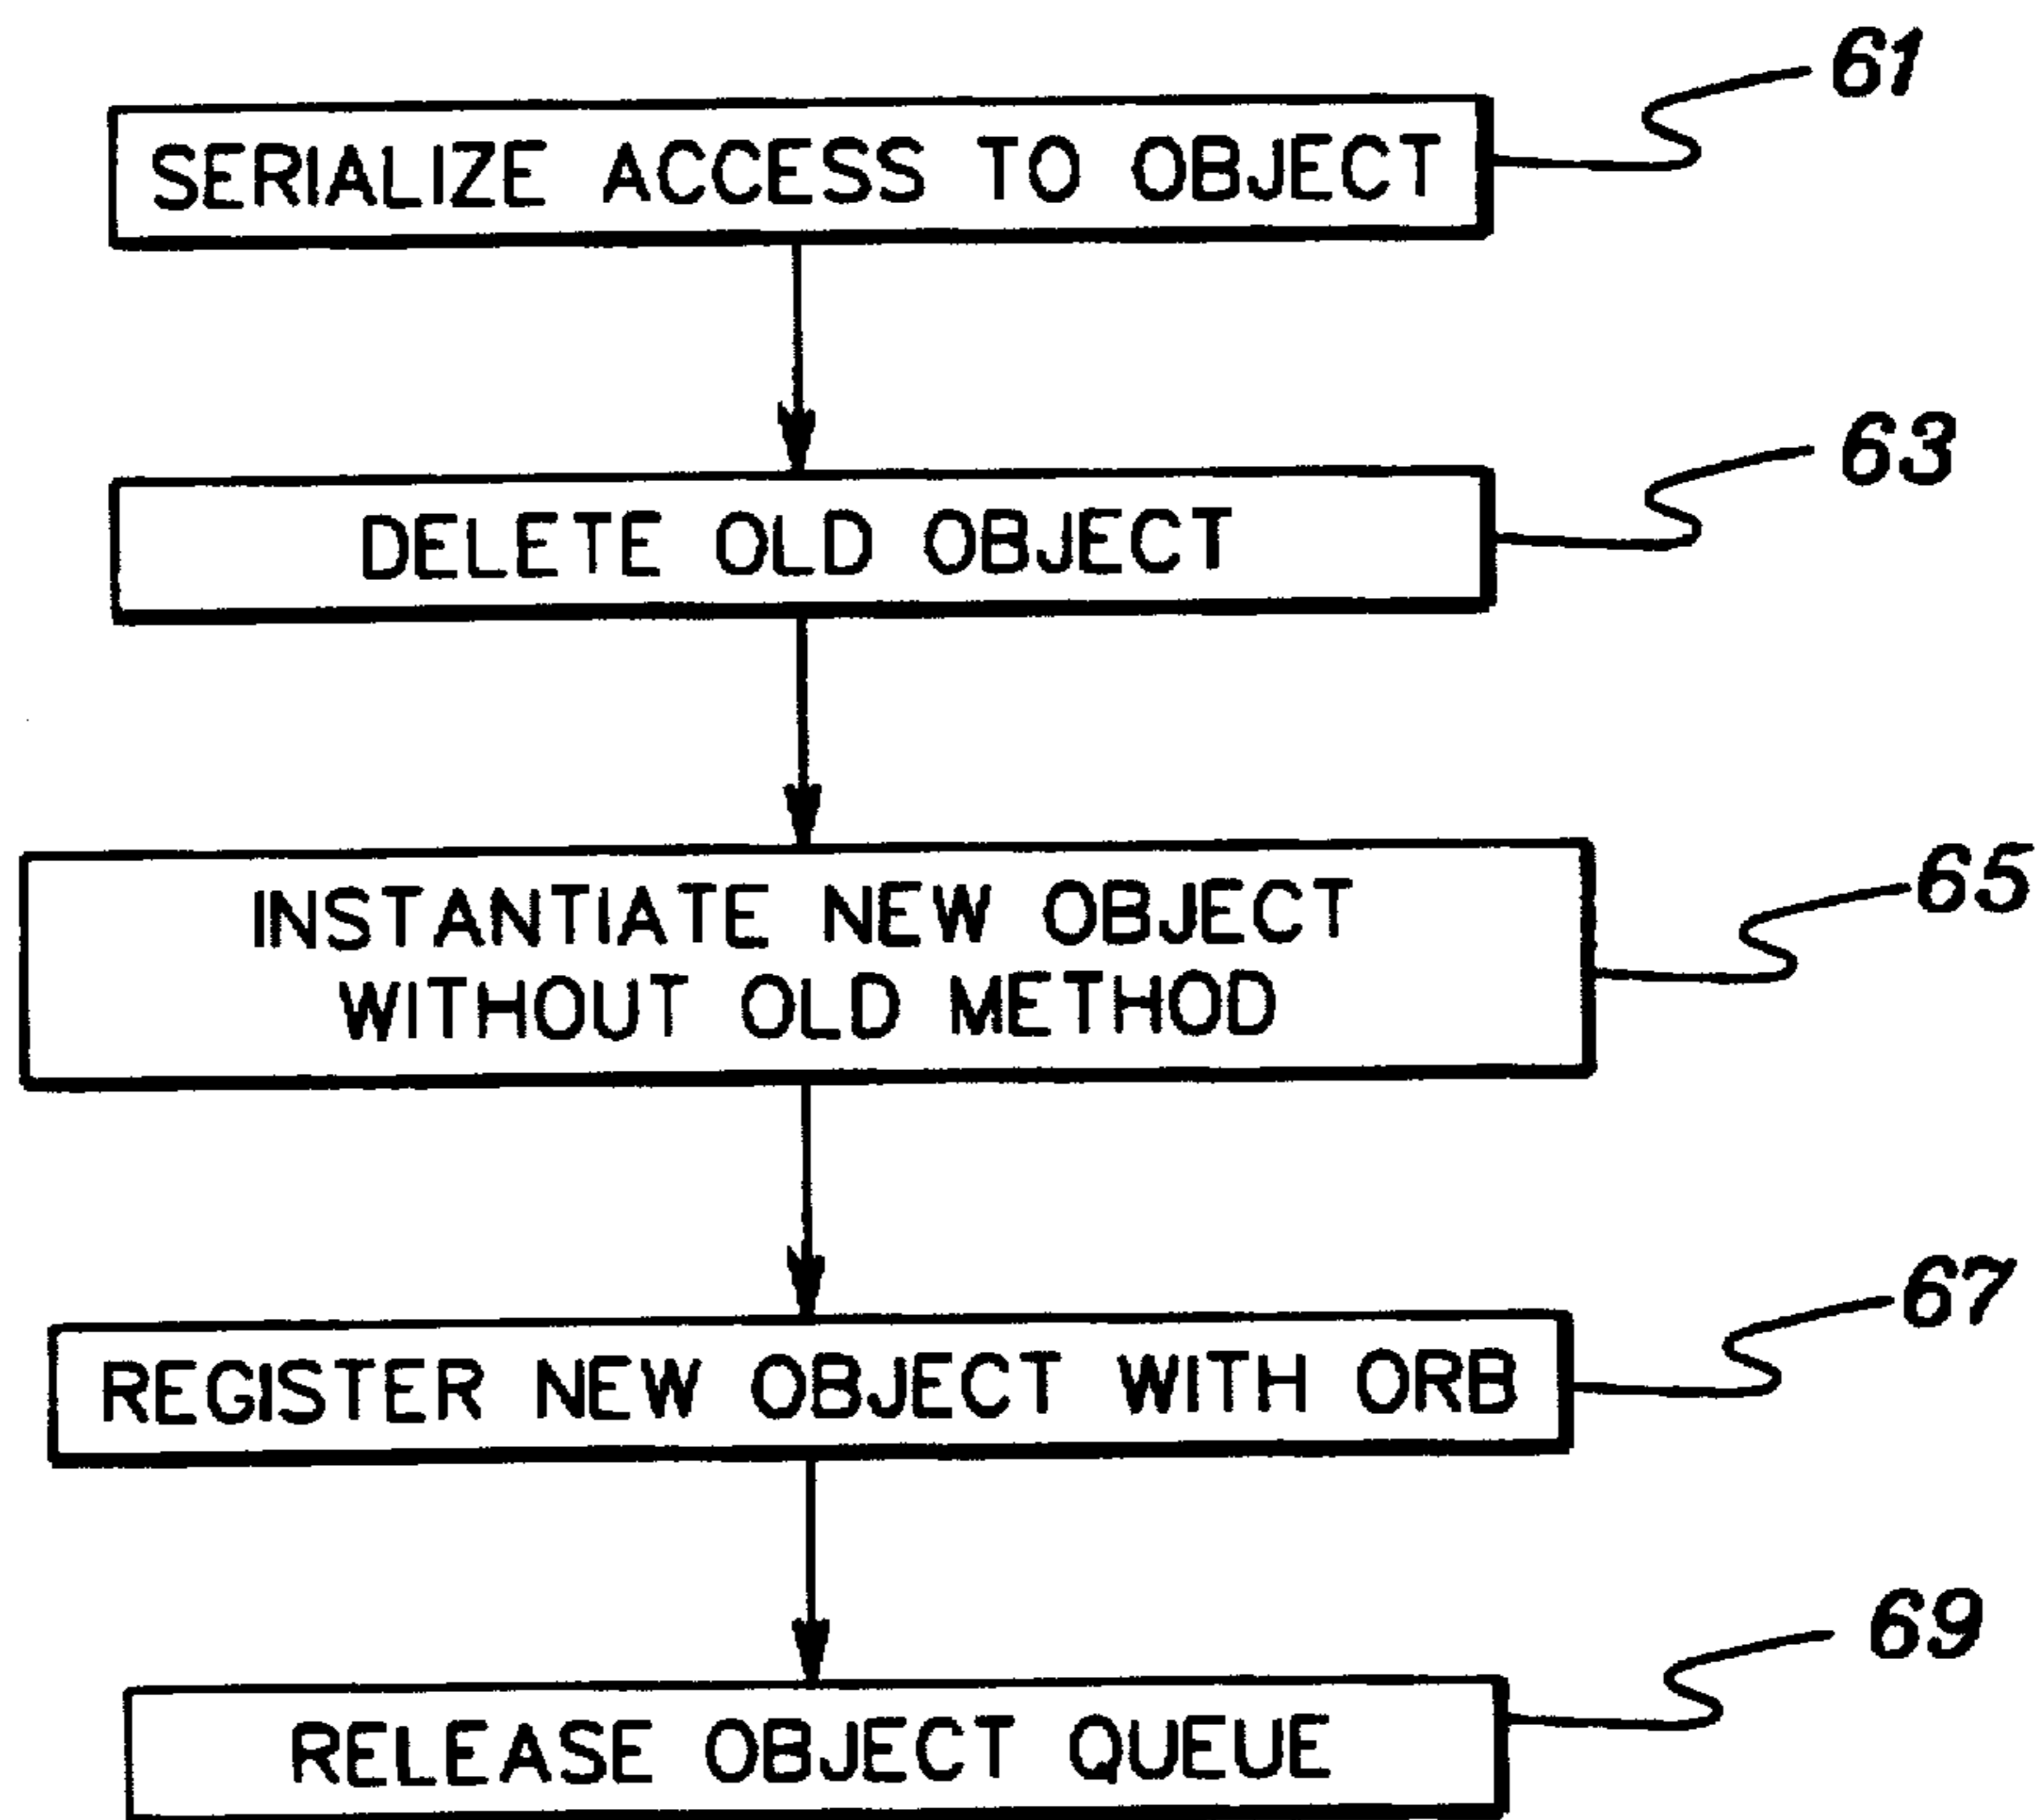 SERIALIZE ACCESS TO OBJECT
61
DELETE OLD OBJECT
63
INSTANTIATE NEW OBJECT
WITHOUT OLD METHOD
65
REGISTER NEW OBJECT WITH ORB
67
RELEASE OBJECT QUEUE
69